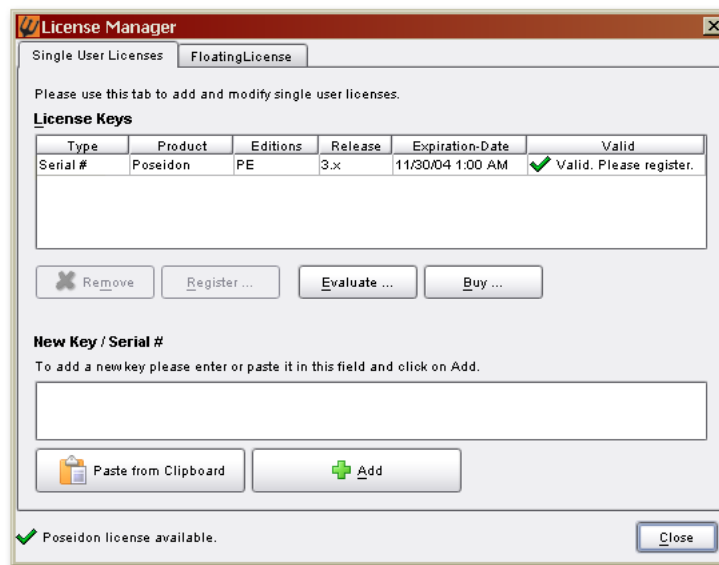 License Manager
Single User Licenses FloatingLicense
Please use this tab to add and modify single user licenses.
License Keys
Type Product Editions Release Expiration-Date Valid
Serial # Poseidon PE 3.x 11/30/04 1:00 AM Valid. Please register.
Remove Register ... Evaluate ... Buy ...
New Key / Serial #
To add a new key please enter or paste it in this field and click on Add.
Paste from Clipboard Add
Poseidon license available. Close